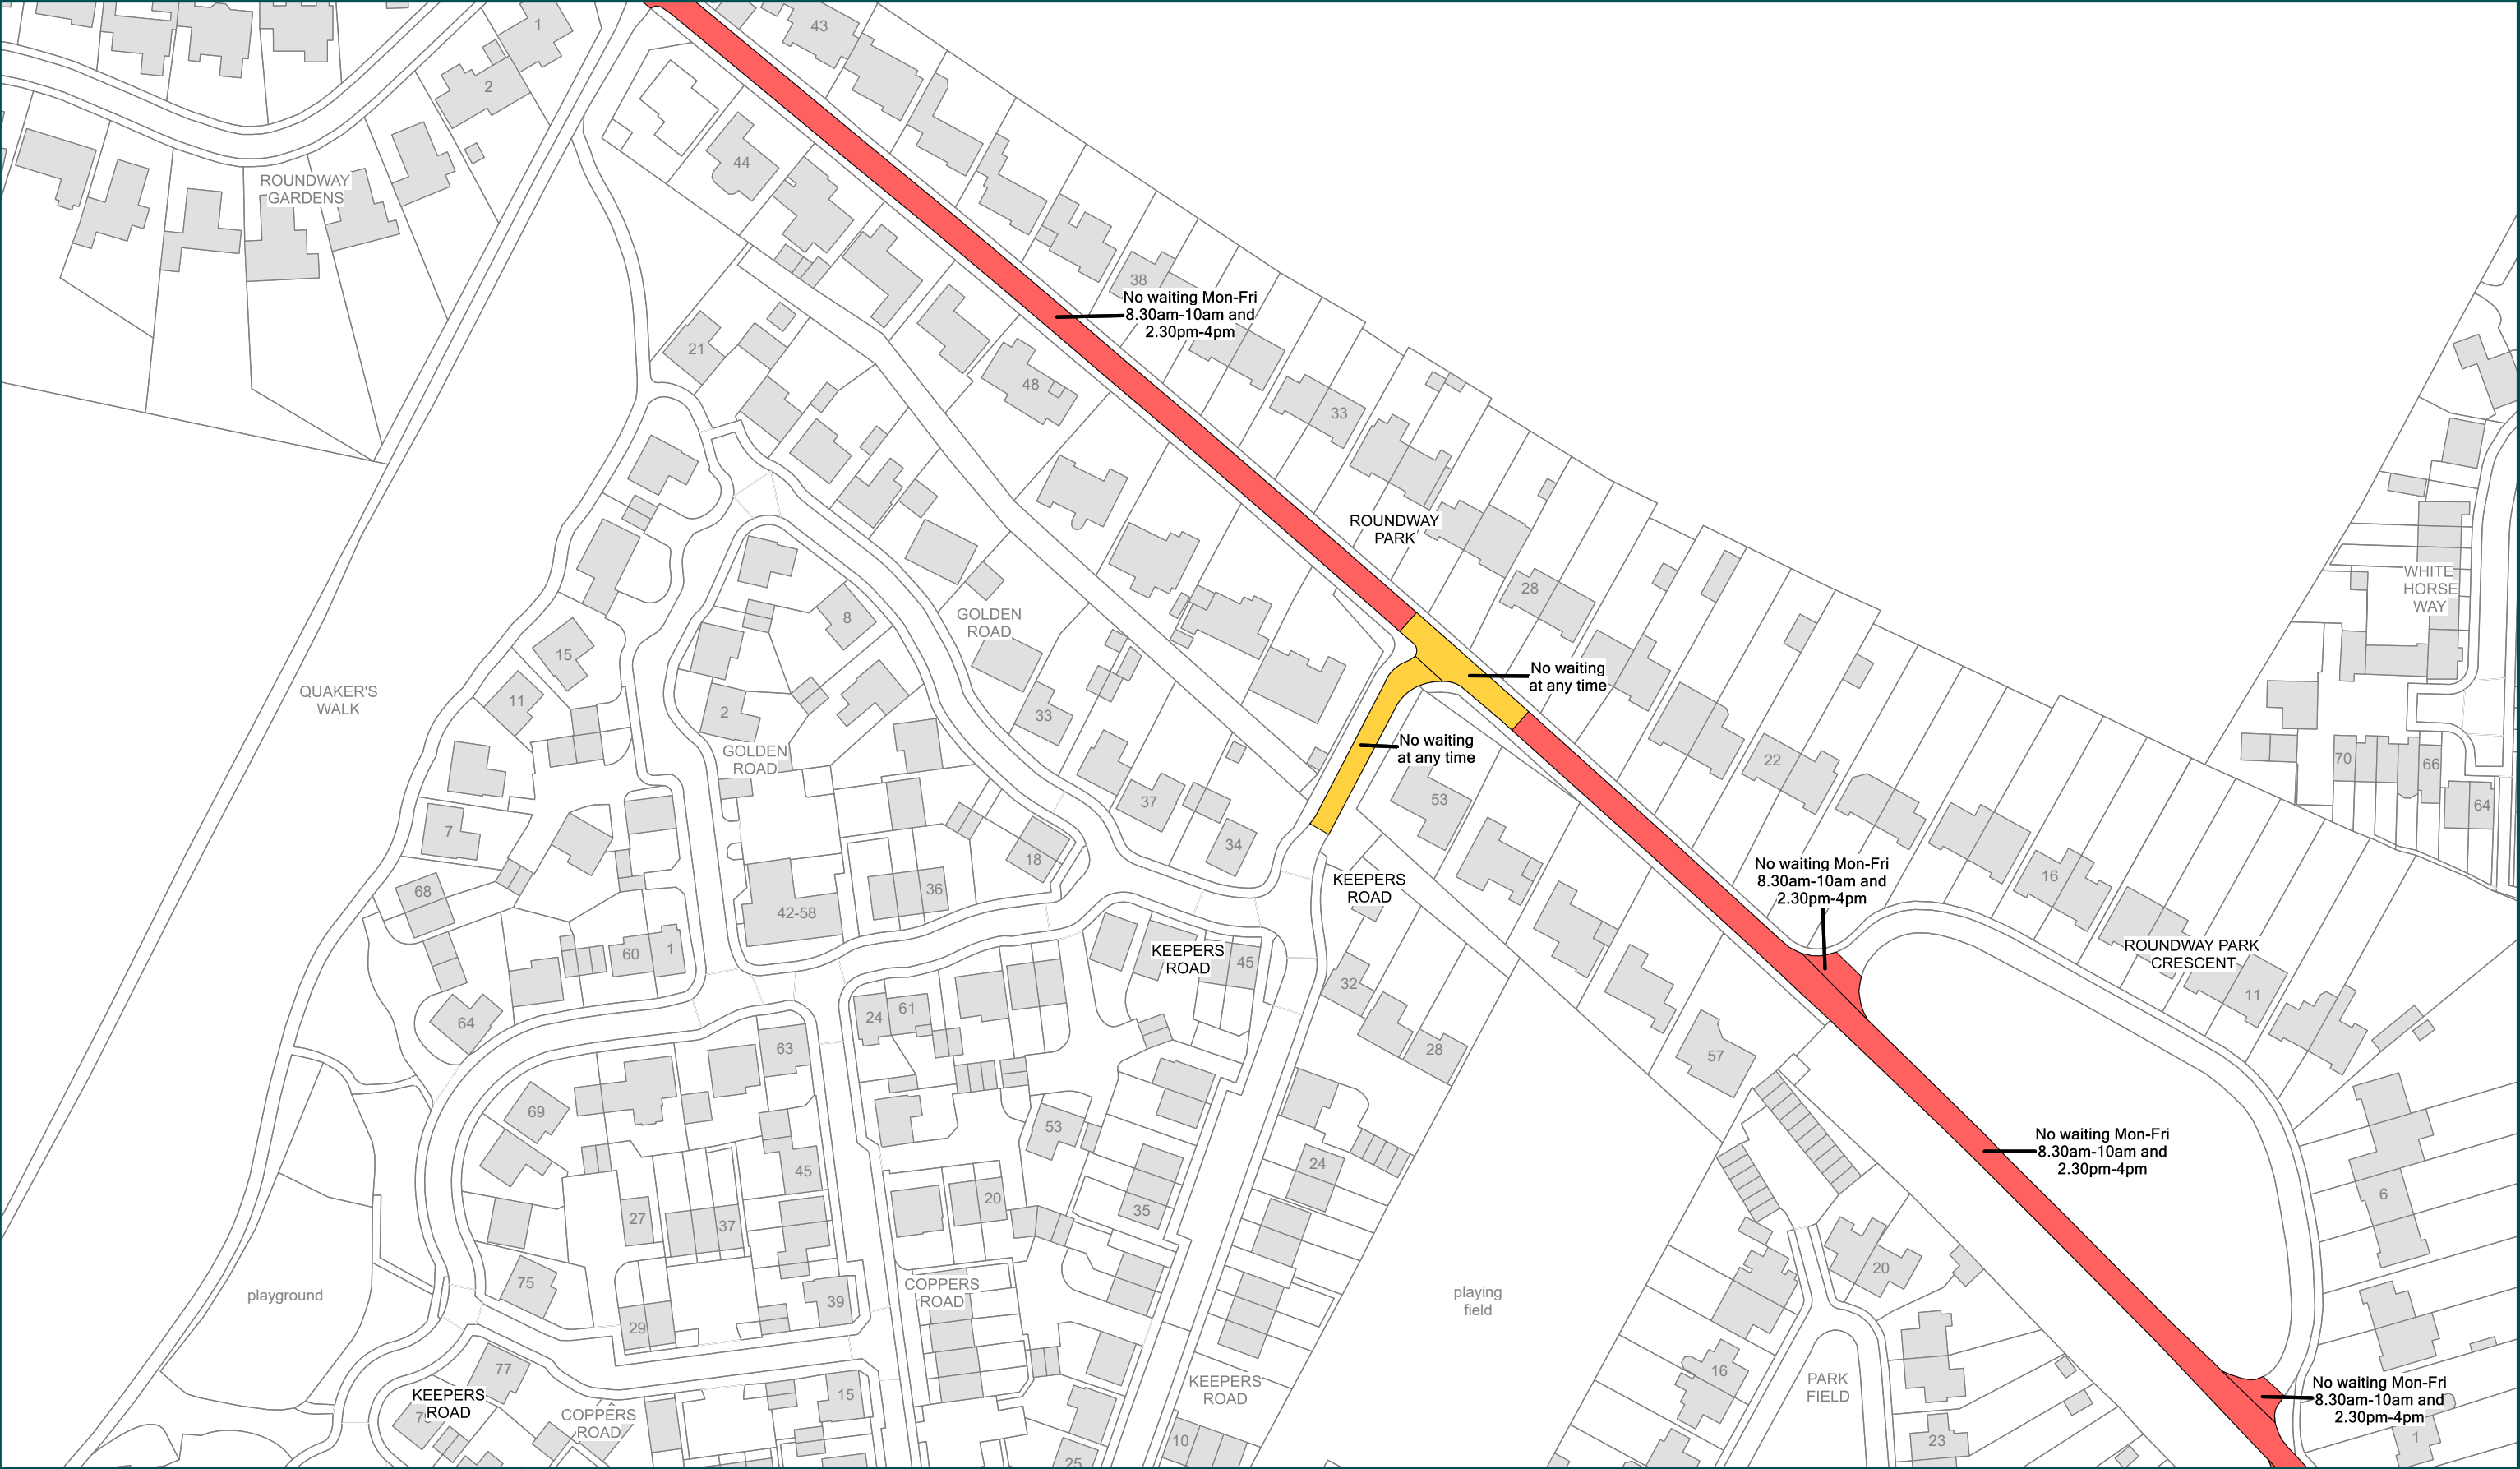 43
1
2
44
ROUNDWAY
GARDENS
38
No waiting Mon-Fri
8.30am-10am and
2.30pm-4pm
21
48
33
ROUNDWAY
PARK
28
WHITE
HORSE
WAY
GOLDEN
ROAD
8
15
11
QUAKER'S
WALK
2
33
GOLDEN
ROAD
No waiting
at any time
No waiting
at any time
22
70
66
64
53
37
34
7
18
68
36
42-58
KEEPERS
ROAD
No waiting Mon-Fri
8.30am-10am and
2.30pm-4pm
16
ROUNDWAY PARK
CRESCENT
11
60
1
KEEPERS
ROAD
45
32
64
24
61
63
28
57
69
53
45
24
No waiting Mon-Fri
8.30am-10am and
2.30pm-4pm
6
27
37
20
35
20
75
playground
29
39
COPPERS
ROAD
playing
field
77
KEEPERS
ROAD
COPPERS
ROAD
15
KEEPERS
ROAD
16
PARK
FIELD
No waiting Mon-Fri
8.30am-10am and
2.30pm-4pm
10
25
23
1